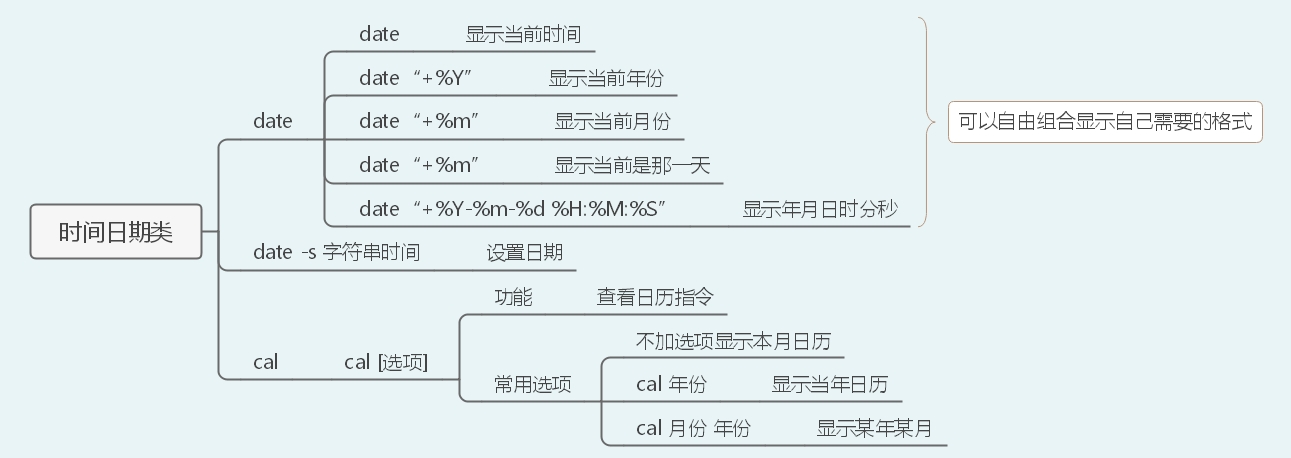 时间日期类
date
date 显示当前时间
date “+%Y” 显示当前年份
date “+%m” 显示当前月份
date “+%m” 显示当前是那一天
date “+%Y-%m-%d %H:%M:%S” 显示年月日时分秒
可以自由组合显示自己需要的格式
date -s 字符串时间 设置日期
cal cal [选项]
功能 查看日历指令
常用选项
不加选项显示本月日历
cal 年份 显示当年日历
cal 月份 年份 显示某年某月